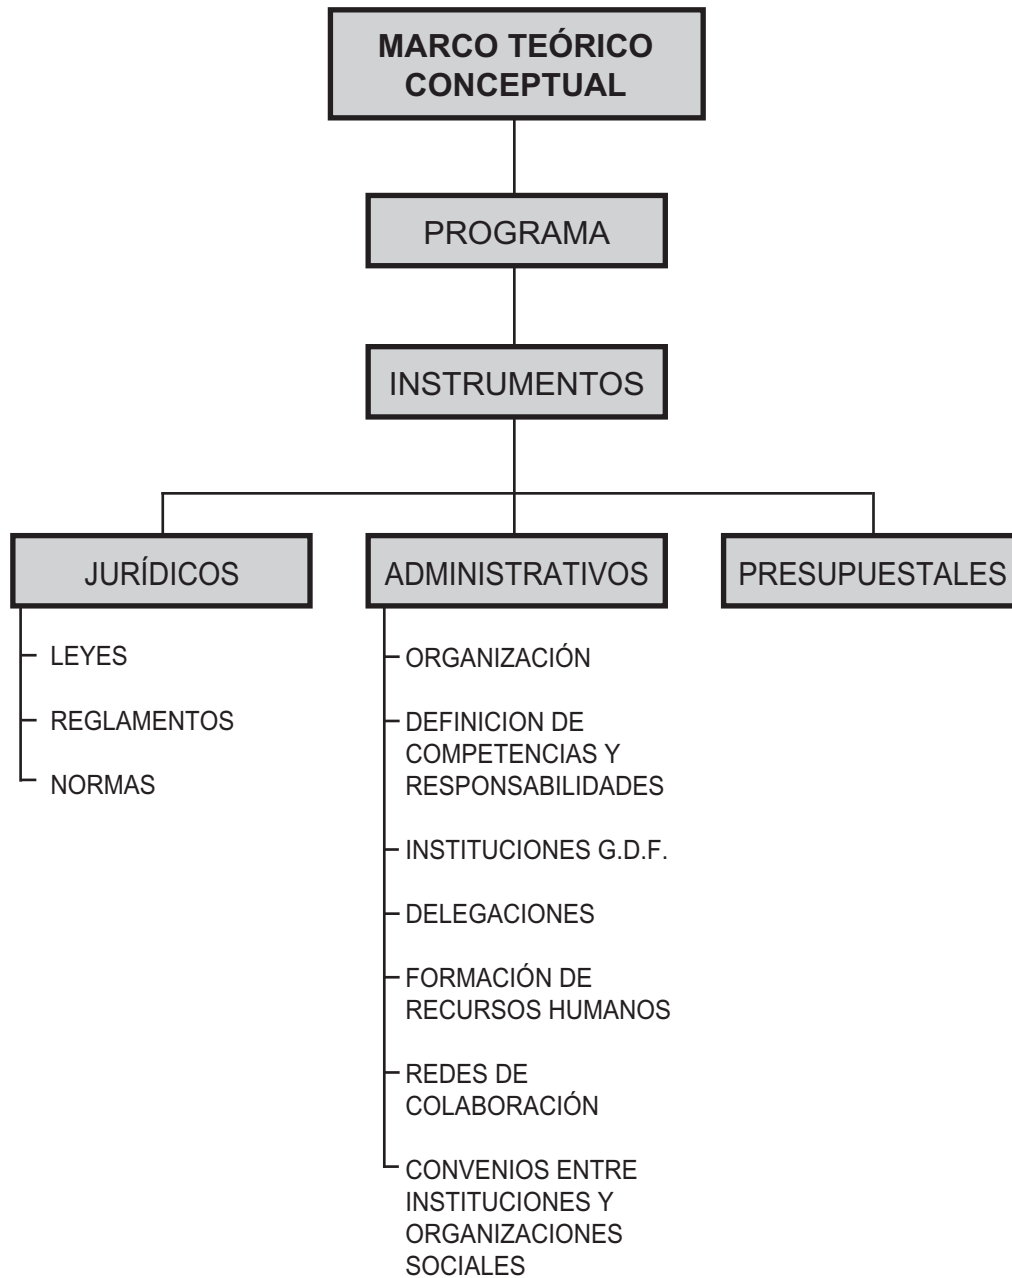 MARCO TEÓRICO
CONCEPTUAL
PROGRAMA
INSTRUMENTOS
JURÍDICOS
LEYES
REGLAMENTOS
NORMAS
ADMINISTRATIVOS
ORGANIZACIÓN
DEFINICION DE
COMPETENCIAS Y
RESPONSABILIDADES
INSTITUCIONES G.D.F.
DELEGACIONES
FORMACIÓN DE
RECURSOS HUMANOS
REDES DE
COLABORACIÓN
CONVENIOS ENTRE
INSTITUCIONES Y
ORGANIZACIONES
SOCIALES
PRESUPUESTALES